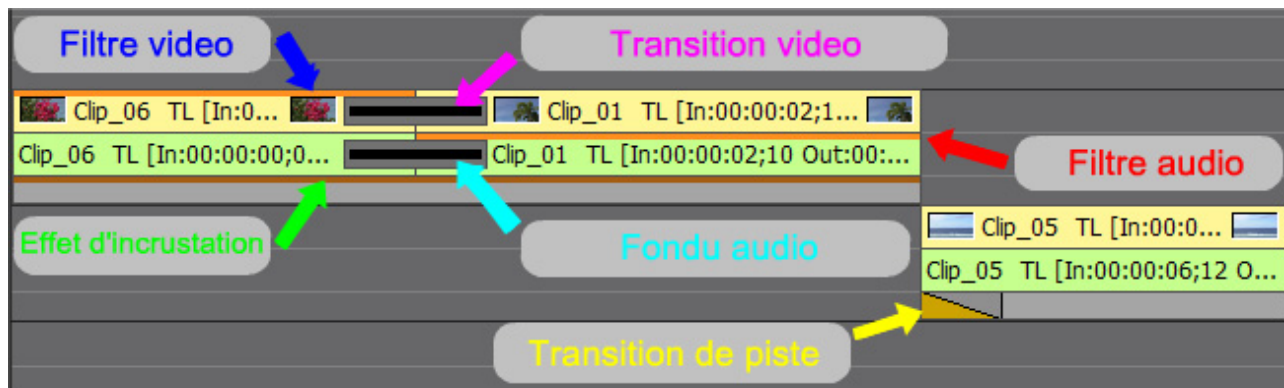 Filtre video
Transition video
Clip_06 TL [In:0...
Clip_01 TL [In:00:00:02;1...
Clip_06 TL [In:00:00:00;0...
Clip_01 TL [In:00:00:02;10 Out:00:...
Filtre audio
Effet d'incrustation
Fondu audio
Clip_05 TL [In:00:0...
Clip_05 TL [In:00:00:06;12 O...
Transition de piste